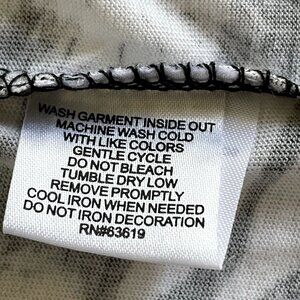 WASH GARMENT INSIDE OUT
MACHINE WASH COLD
WITH LIKE COLORS
GENTLE CYCLE
DO NOT BLEACH
TUMBLE DRY LOW
REMOVE PROMPTLY
COOL IRON WHEN NEEDED
DO NOT IRON DECORATION
RN#63619